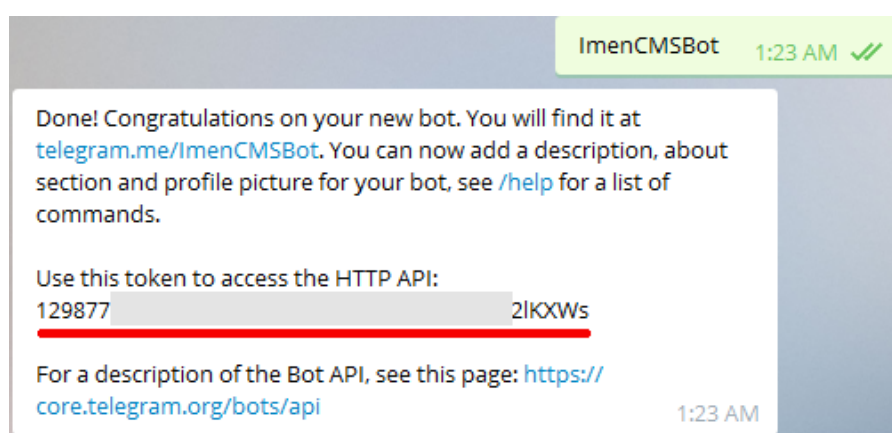 ImenCMSBot 1:23 AM
Done! Congratulations on your new bot. You will find it at
telegram.me/ImenCMSBot. You can now add a description, about
section and profile picture for your bot, see /help for a list of
commands.
Use this token to access the HTTP API:
129877 2lKXWs
For a description of the Bot API, see this page: https://
core.telegram.org/bots/api 1:23 AM